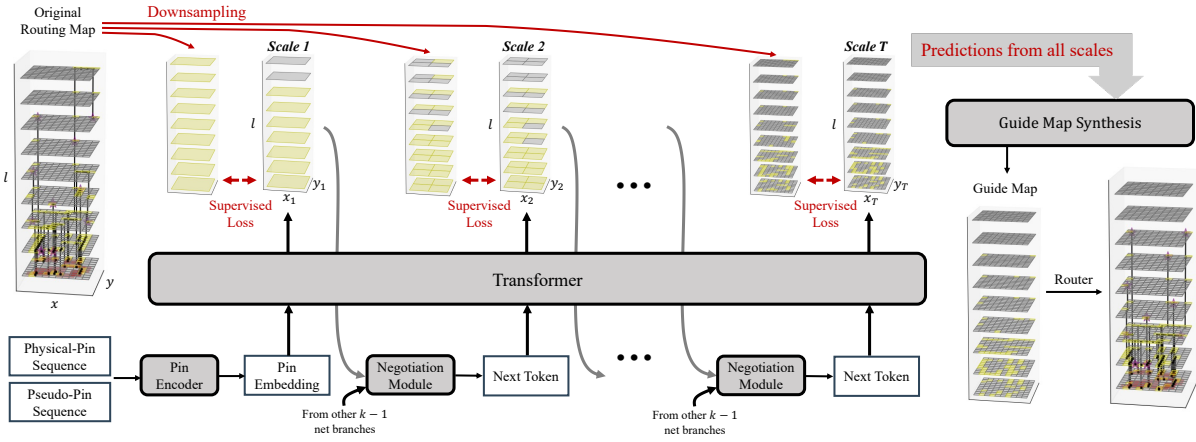 Original
Routing Map
Downsampling
Scale 1
Scale 2
Scale T
Predictions from all scales
l
l
l
l
Guide Map Synthesis
Guide Map
y₁
x₁
y₂
x₂
y_T
x_T
Supervised
Loss
Supervised
Loss
Supervised
Loss
•••
y
x
Transformer
Router
Physical-Pin
Sequence
Pseudo-Pin
Sequence
Pin
Encoder
Pin
Embedding
Negotiation
Module
Next Token
•••
Negotiation
Module
Next Token
From other k − 1
net branches
From other k − 1
net branches